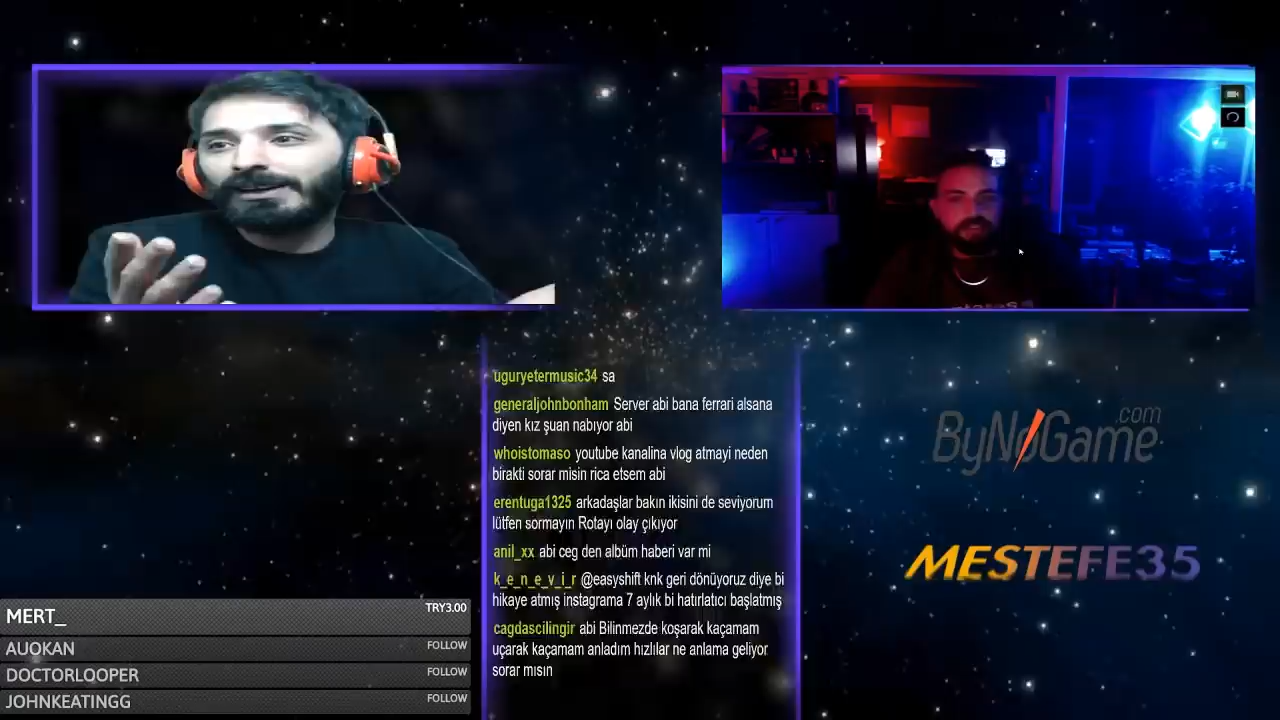 uguryetermusic34 sa
generaljohnbonham Server abi bana ferrari alsana
diyen kız şuan nabıyor abi
whoistomaso youtube kanalina vlog atmayi neden
birakti sorar misin rica etsem abi
erentuga1325 arkadaşlar bakın ikisini de seviyorum
lütfen sormayın Rotayı olay çıkıyor
anil_xx abi ceg den albüm haberi var mi
k_e_n_e_v_i_r @easyshift knk geri dönüyoruz diye bi
hikaye atmış instagrama 7 aylık bi hatırlatıcı başlatmış
cagdascilingir abi Bilinmezde koşarak kaçamam
uçarak kaçamam anladım hızlılar ne anlama geliyor
sorar mısın
ByNoGame.com
MESTEFE35
MERT_ TRY3.00
AUOKAN FOLLOW
DOCTORLOOPER FOLLOW
JOHNKEATINGG FOLLOW